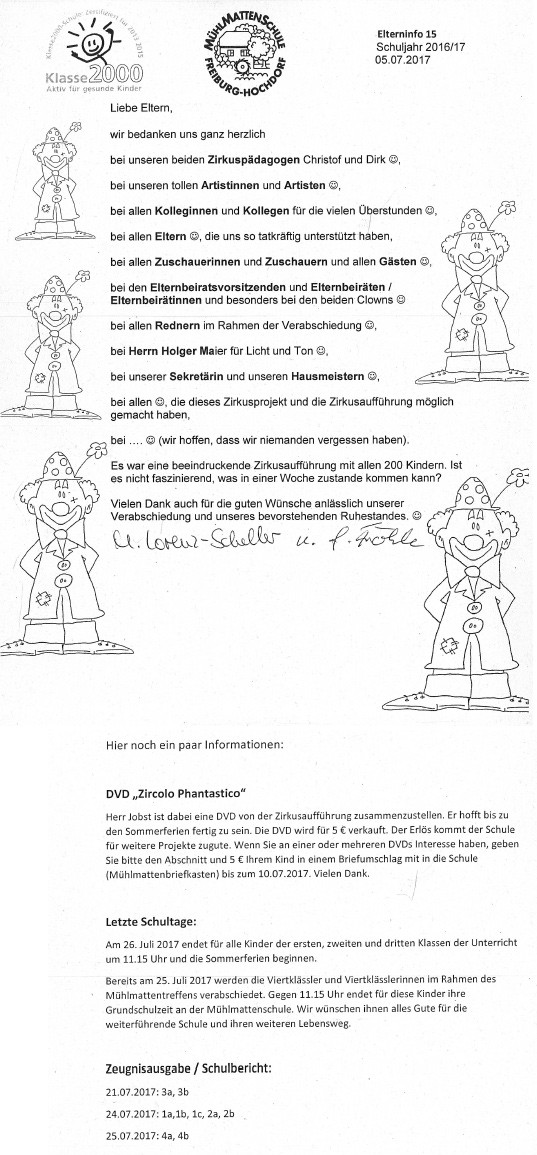 Klasse2000-Schule: Zertifiziert für 2013 2015
Klasse2000
Aktiv für gesunde Kinder
MÜHLMATTENSCHULE
FREIBURG-HOCHDORF
Elterninfo 15
Schuljahr 2016/17
05.07.2017
Liebe Eltern,
wir bedanken uns ganz herzlich
bei unseren beiden Zirkuspädagogen Christof und Dirk ☺,
bei unseren tollen Artistinnen und Artisten ☺,
bei allen Kolleginnen und Kollegen für die vielen Überstunden ☺,
bei allen Eltern ☺, die uns so tatkräftig unterstützt haben,
bei allen Zuschauerinnen und Zuschauern und allen Gästen ☺,
bei den Elternbeiratsvorsitzenden und Elternbeiräten /
Elternbeirätinnen und besonders bei den beiden Clowns ☺
bei allen Rednern im Rahmen der Verabschiedung ☺,
bei Herrn Holger Maier für Licht und Ton ☺,
bei unserer Sekretärin und unseren Hausmeistern ☺,
bei allen ☺, die dieses Zirkusprojekt und die Zirkusaufführung möglich
gemacht haben,
bei .... ☺ (wir hoffen, dass wir niemanden vergessen haben).
Es war eine beeindruckende Zirkusaufführung mit allen 200 Kindern. Ist
es nicht faszinierend, was in einer Woche zustande kommen kann?
Vielen Dank auch für die guten Wünsche anlässlich unserer
Verabschiedung und unseres bevorstehenden Ruhestandes. ☺
Lorenz-Scheller u.
Hier noch ein paar Informationen:
DVD „Zircolo Phantastico“
Herr Jobst ist dabei eine DVD von der Zirkusaufführung zusammenzustellen. Er hofft bis zu
den Sommerferien fertig zu sein. Die DVD wird für 5 € verkauft. Der Erlös kommt der Schule
für weitere Projekte zugute. Wenn Sie an einer oder mehreren DVDs Interesse haben, geben
Sie bitte den Abschnitt und 5 € Ihrem Kind in einem Briefumschlag mit in die Schule
(Mühlmattenbriefkasten) bis zum 10.07.2017. Vielen Dank.
Letzte Schultage:
Am 26. Juli 2017 endet für alle Kinder der ersten, zweiten und dritten Klassen der Unterricht
um 11.15 Uhr und die Sommerferien beginnen.
Bereits am 25. Juli 2017 werden die Viertklässler und Viertklässlerinnen im Rahmen des
Mühlmattentreffens verabschiedet. Gegen 11.15 Uhr endet für diese Kinder ihre
Grundschulzeit an der Mühlmattenschule. Wir wünschen ihnen alles Gute für die
weiterführende Schule und ihren weiteren Lebensweg.
Zeugnisausgabe / Schulbericht:
21.07.2017: 3a, 3b
24.07.2017: 1a,1b, 1c, 2a, 2b
25.07.2017: 4a, 4b